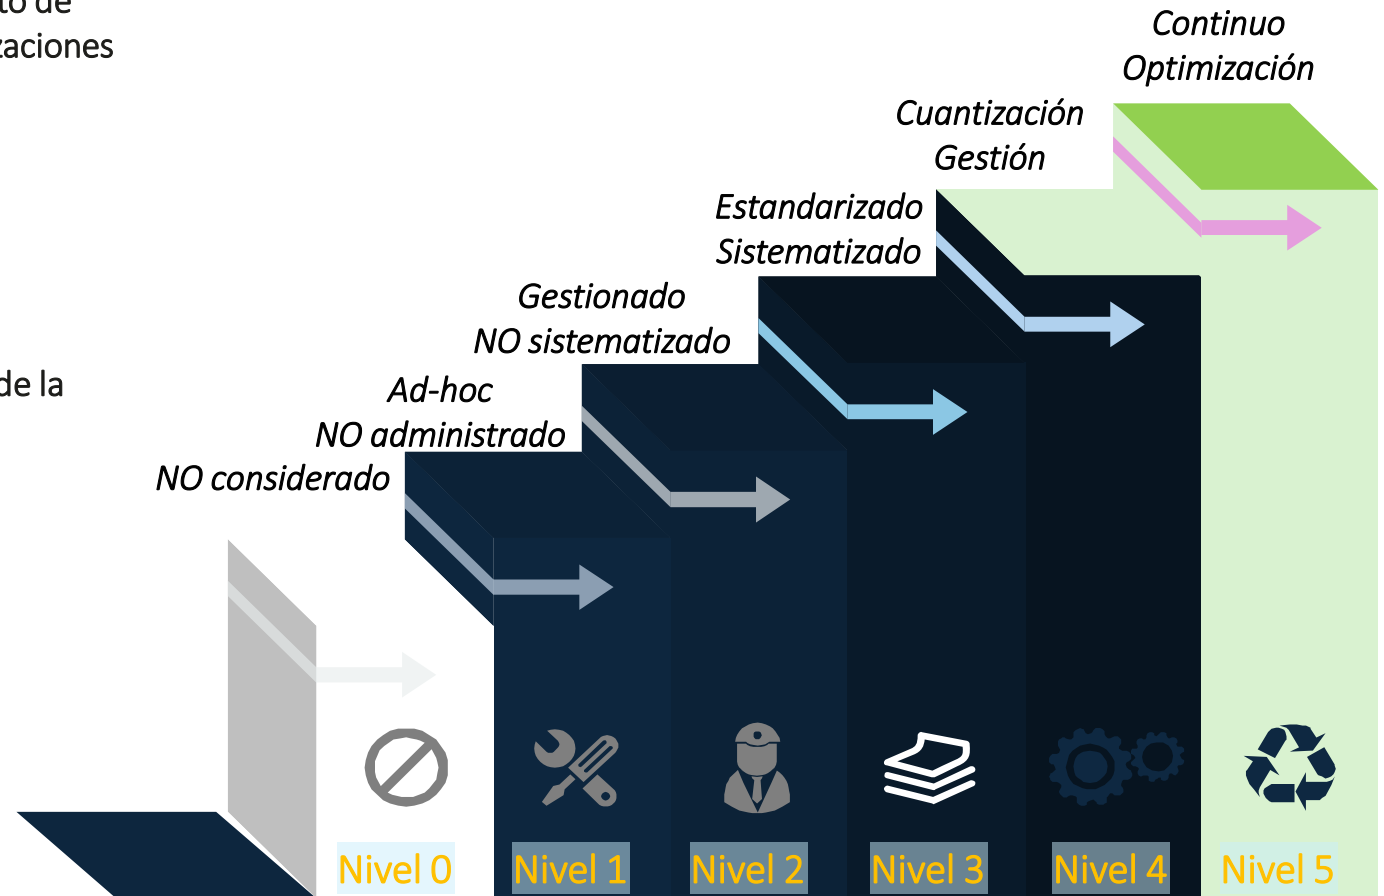 to de
zaciones
de la
Continuo
Optimización
Cuantización
Gestión
Estandarizado
Sistematizado
Gestionado
NO sistematizado
Ad-hoc
NO administrado
NO considerado
Nivel 0
Nivel 1
Nivel 2
Nivel 3
Nivel 4
Nivel 5